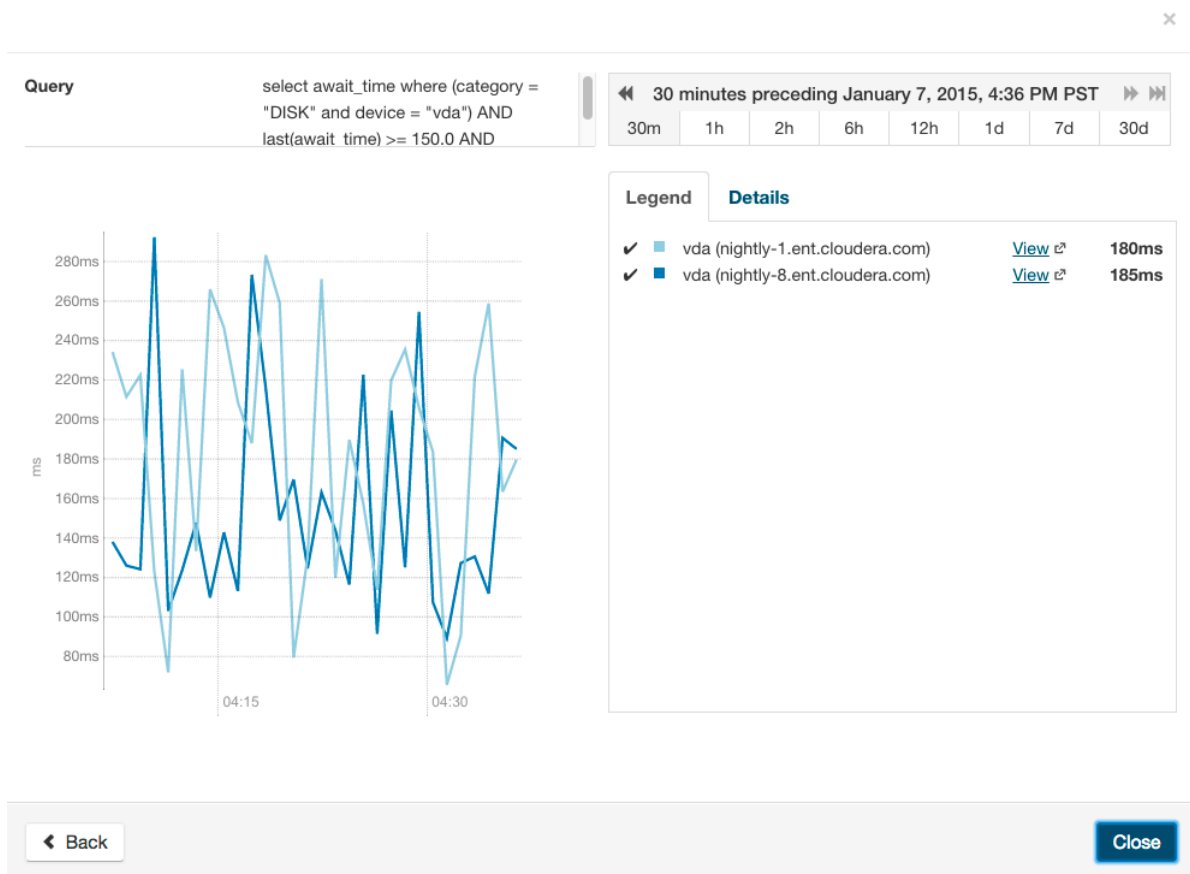 ×
Query
select await_time where (category =
"DISK" and device = "vda") AND
last(await_time) >= 150.0 AND
30 minutes preceding January 7, 2015, 4:36 PM PST
30m 1h 2h 6h 12h 1d 7d 30d
Legend Details
✔ vda (nightly-1.ent.cloudera.com) View 180ms
✔ vda (nightly-8.ent.cloudera.com) View 185ms
280ms
260ms
240ms
220ms
200ms
180ms
160ms
140ms
120ms
100ms
80ms
ms
04:15 04:30
Back
Close